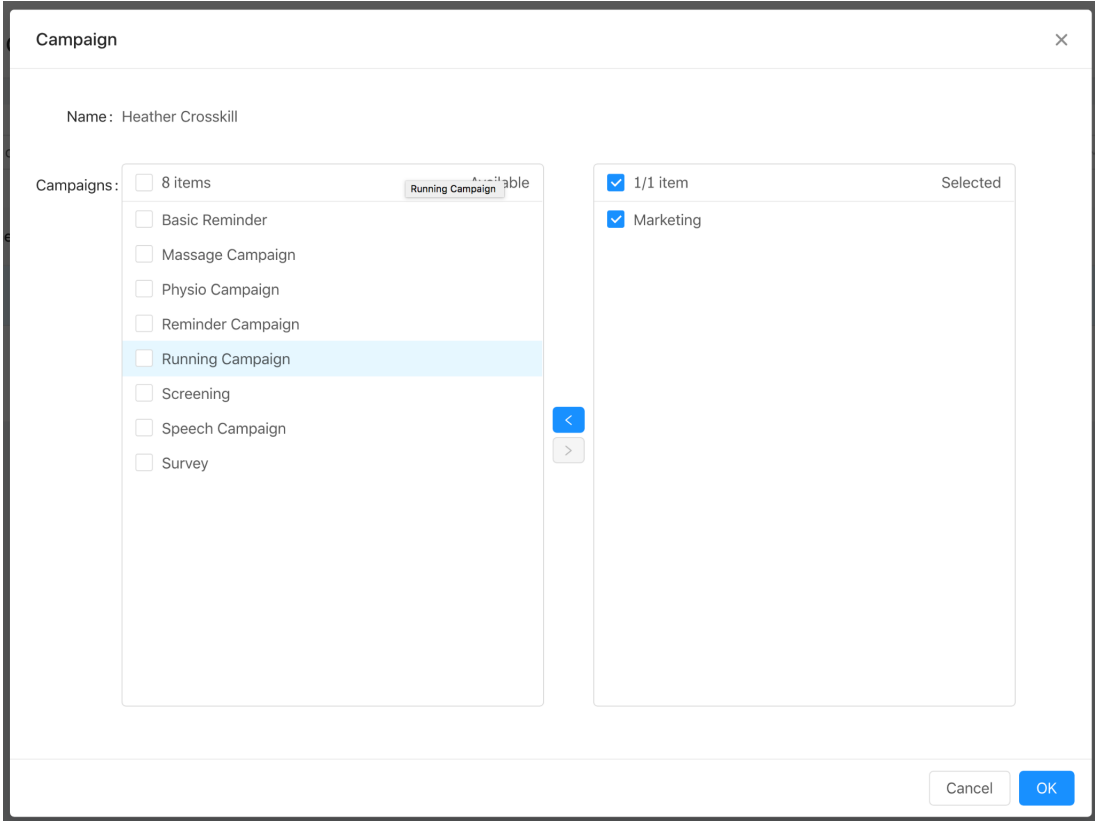 Campaign
Name: Heather Crosskill
Campaigns:
8 items
Running Campaign
Basic Reminder
Massage Campaign
Physio Campaign
Reminder Campaign
Running Campaign
Screening
Speech Campaign
Survey
1/1 item Selected
Marketing
Cancel OK